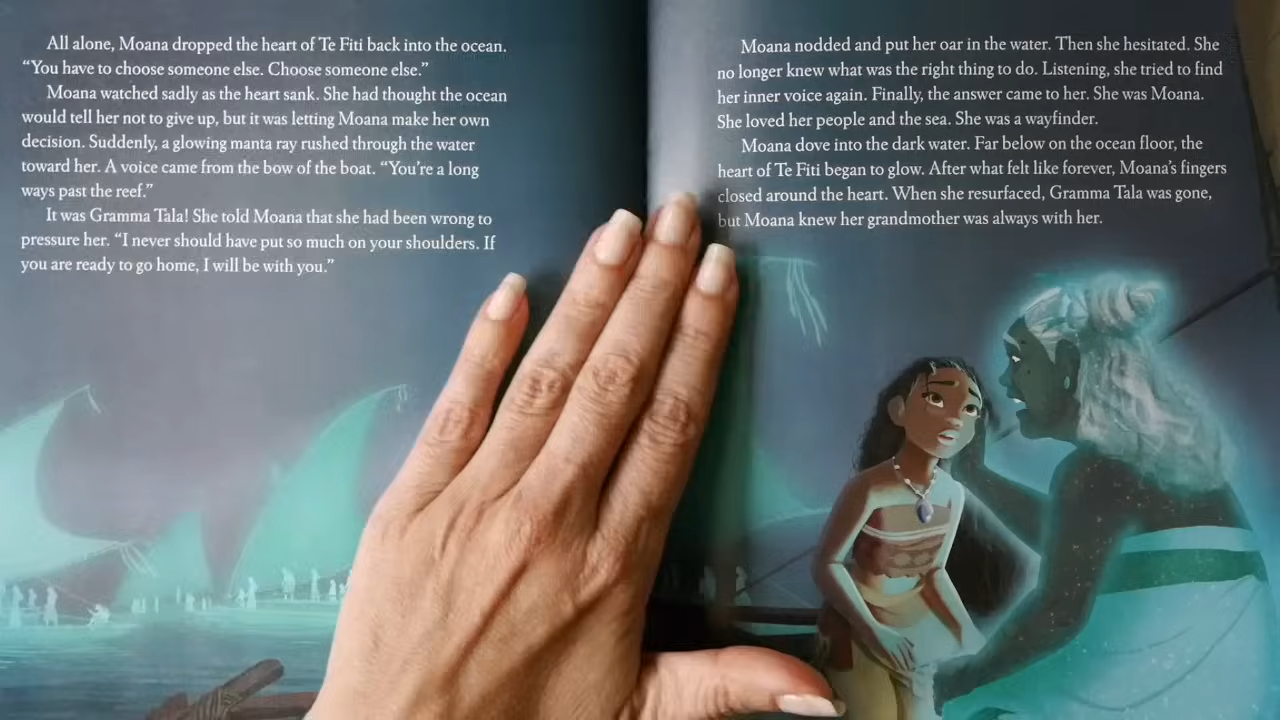 All alone, Moana dropped the heart of Te Fiti back into the ocean.
“You have to choose someone else. Choose someone else.”
Moana watched sadly as the heart sank. She had thought the ocean
would tell her not to give up, but it was letting Moana make her own
decision. Suddenly, a glowing manta ray rushed through the water
toward her. A voice came from the bow of the boat. “You’re a long
ways past the reef.”
It was Gramma Tala! She told Moana that she had been wrong to
pressure her. “I never should have put so much on your shoulders. If
you are ready to go home, I will be with you.”
Moana nodded and put her oar in the water. Then she hesitated. She
no longer knew what was the right thing to do. Listening, she tried to find
her inner voice again. Finally, the answer came to her. She was Moana.
She loved her people and the sea. She was a wayfinder.
Moana dove into the dark water. Far below on the ocean floor, the
heart of Te Fiti began to glow. After what felt like forever, Moana’s fingers
closed around the heart. When she resurfaced, Gramma Tala was gone,
but Moana knew her grandmother was always with her.